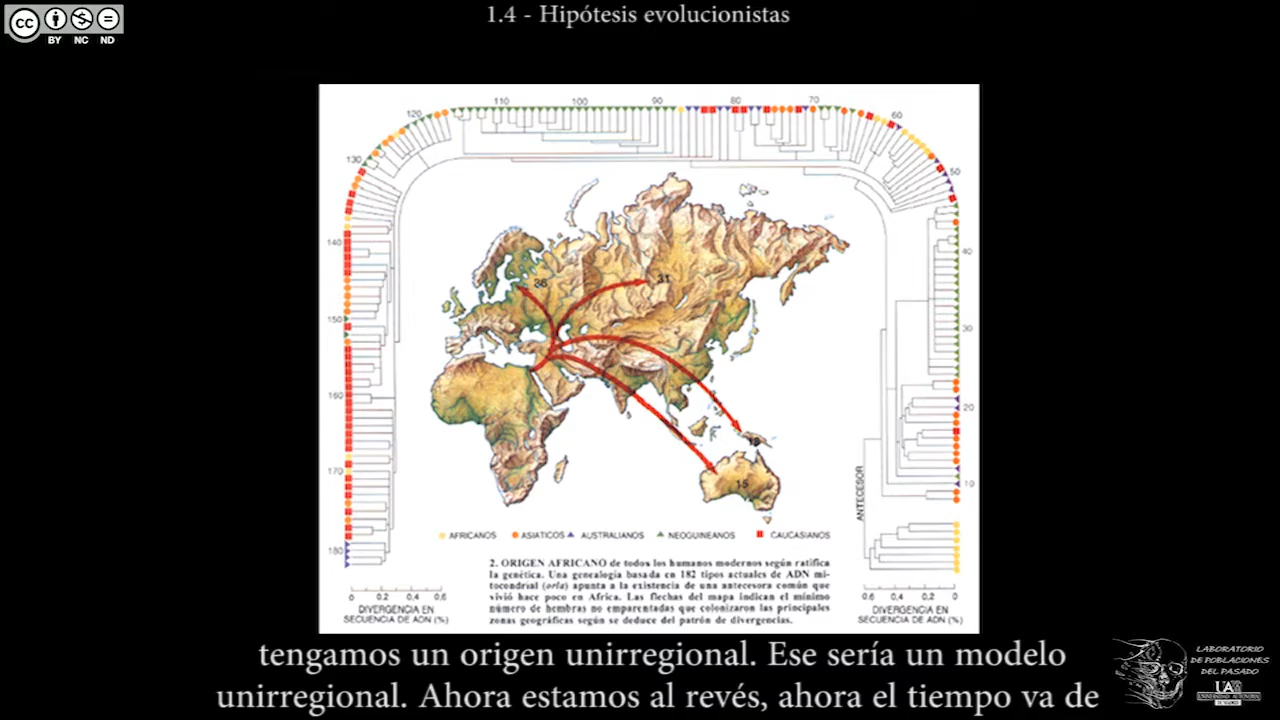 cc
BY NC ND
1.4 - Hipótesis evolucionistas
110
100
90
80
70
60
50
40
30
20
10
120
130
140
150
160
170
180
36
31
15
ANTECESOR
AFRICANOS ASIATICOS AUSTRALIANOS NEOGUINEANOS CAUCASIANOS
2. ORIGEN AFRICANO de todos los humanos modernos según ratifica
la genética. Una genealogía basada en 182 tipos actuales de ADN mi-
tocondrial (orla) apunta a la existencia de una antecesora común que
vivió hace poco en Africa. Las flechas del mapa indican el mínimo
número de hembras no emparentadas que colonizaron las principales
zonas geográficas según se deduce del patrón de divergencias.
0 0,2 0,4 0,6
DIVERGENCIA EN
SECUENCIA DE ADN (%)
0.6 0.4 0.2 0
DIVERGENCIA EN
SECUENCIA DE ADN (%)
tengamos un origen unirregional. Ese sería un modelo
unirregional. Ahora estamos al revés, ahora el tiempo va de
LABORATORIO
DE POBLACIONES
DEL PASADO
UA